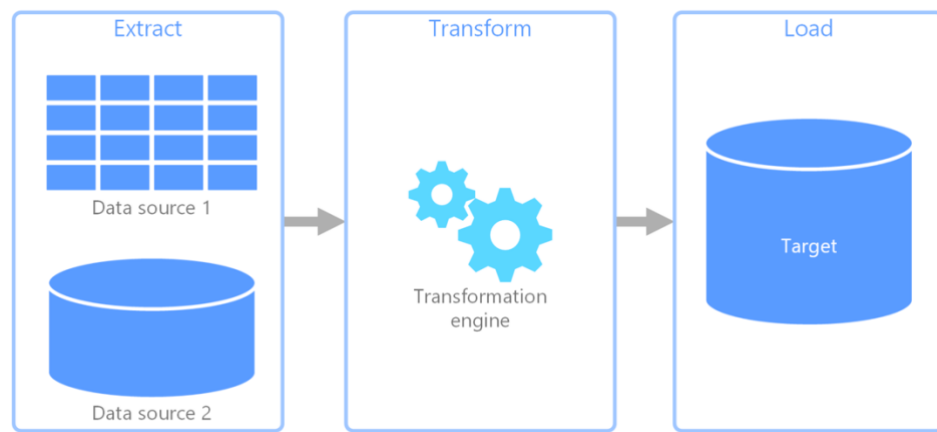 Extract
Data source 1
Data source 2
Transform
Transformation
engine
Load
Target